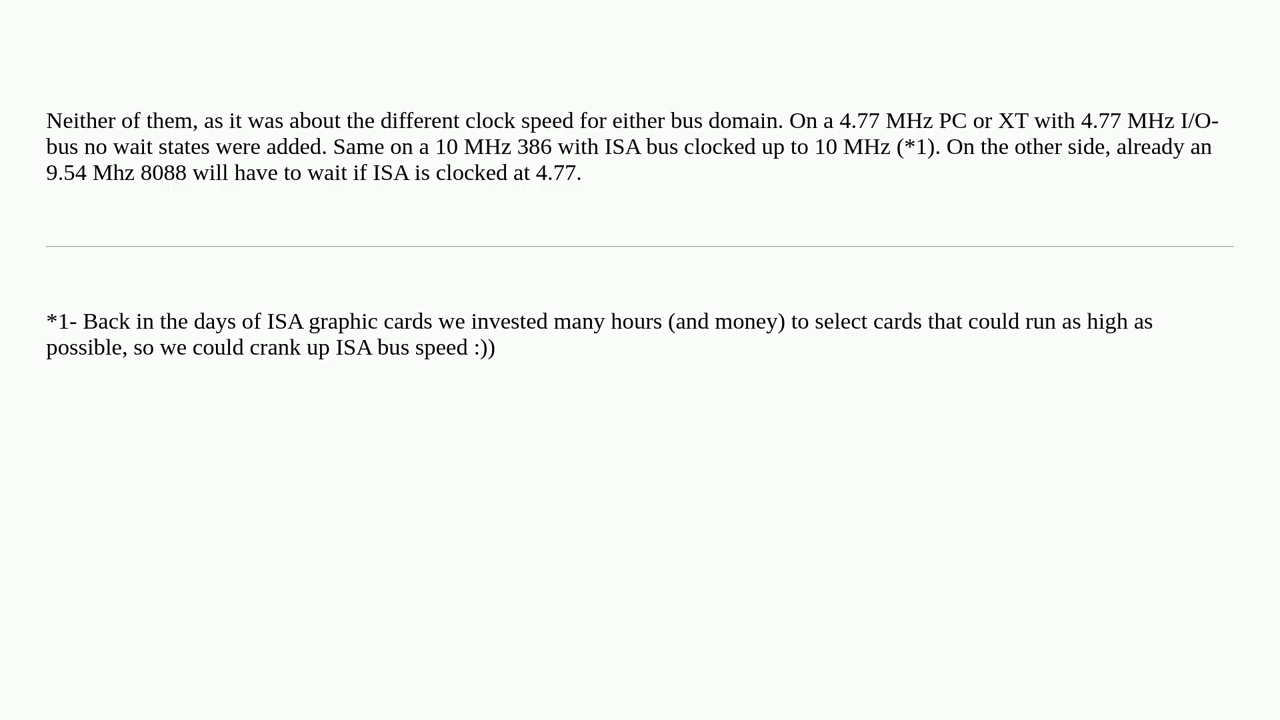 Neither of them, as it was about the different clock speed for either bus domain. On a 4.77 MHz PC or XT with 4.77 MHz I/O-
bus no wait states were added. Same on a 10 MHz 386 with ISA bus clocked up to 10 MHz (*1). On the other side, already an
9.54 Mhz 8088 will have to wait if ISA is clocked at 4.77.
*1- Back in the days of ISA graphic cards we invested many hours (and money) to select cards that could run as high as
possible, so we could crank up ISA bus speed :))